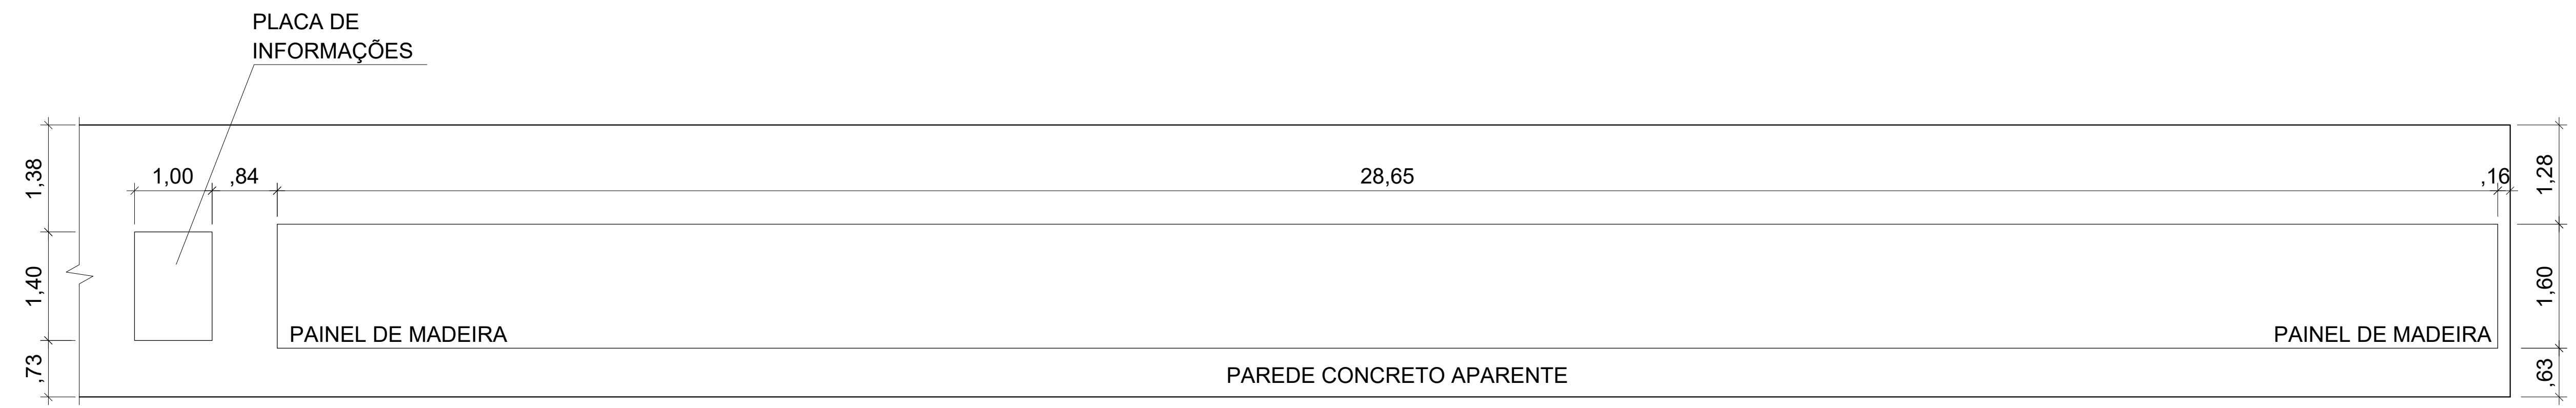 PLACA DE
INFORMAÇÕES
1,38
1,00
,84
28,65
,16
1,28
1,40
1,60
PAINEL DE MADEIRA
PAINEL DE MADEIRA
,73
PAREDE CONCRETO APARENTE
,63